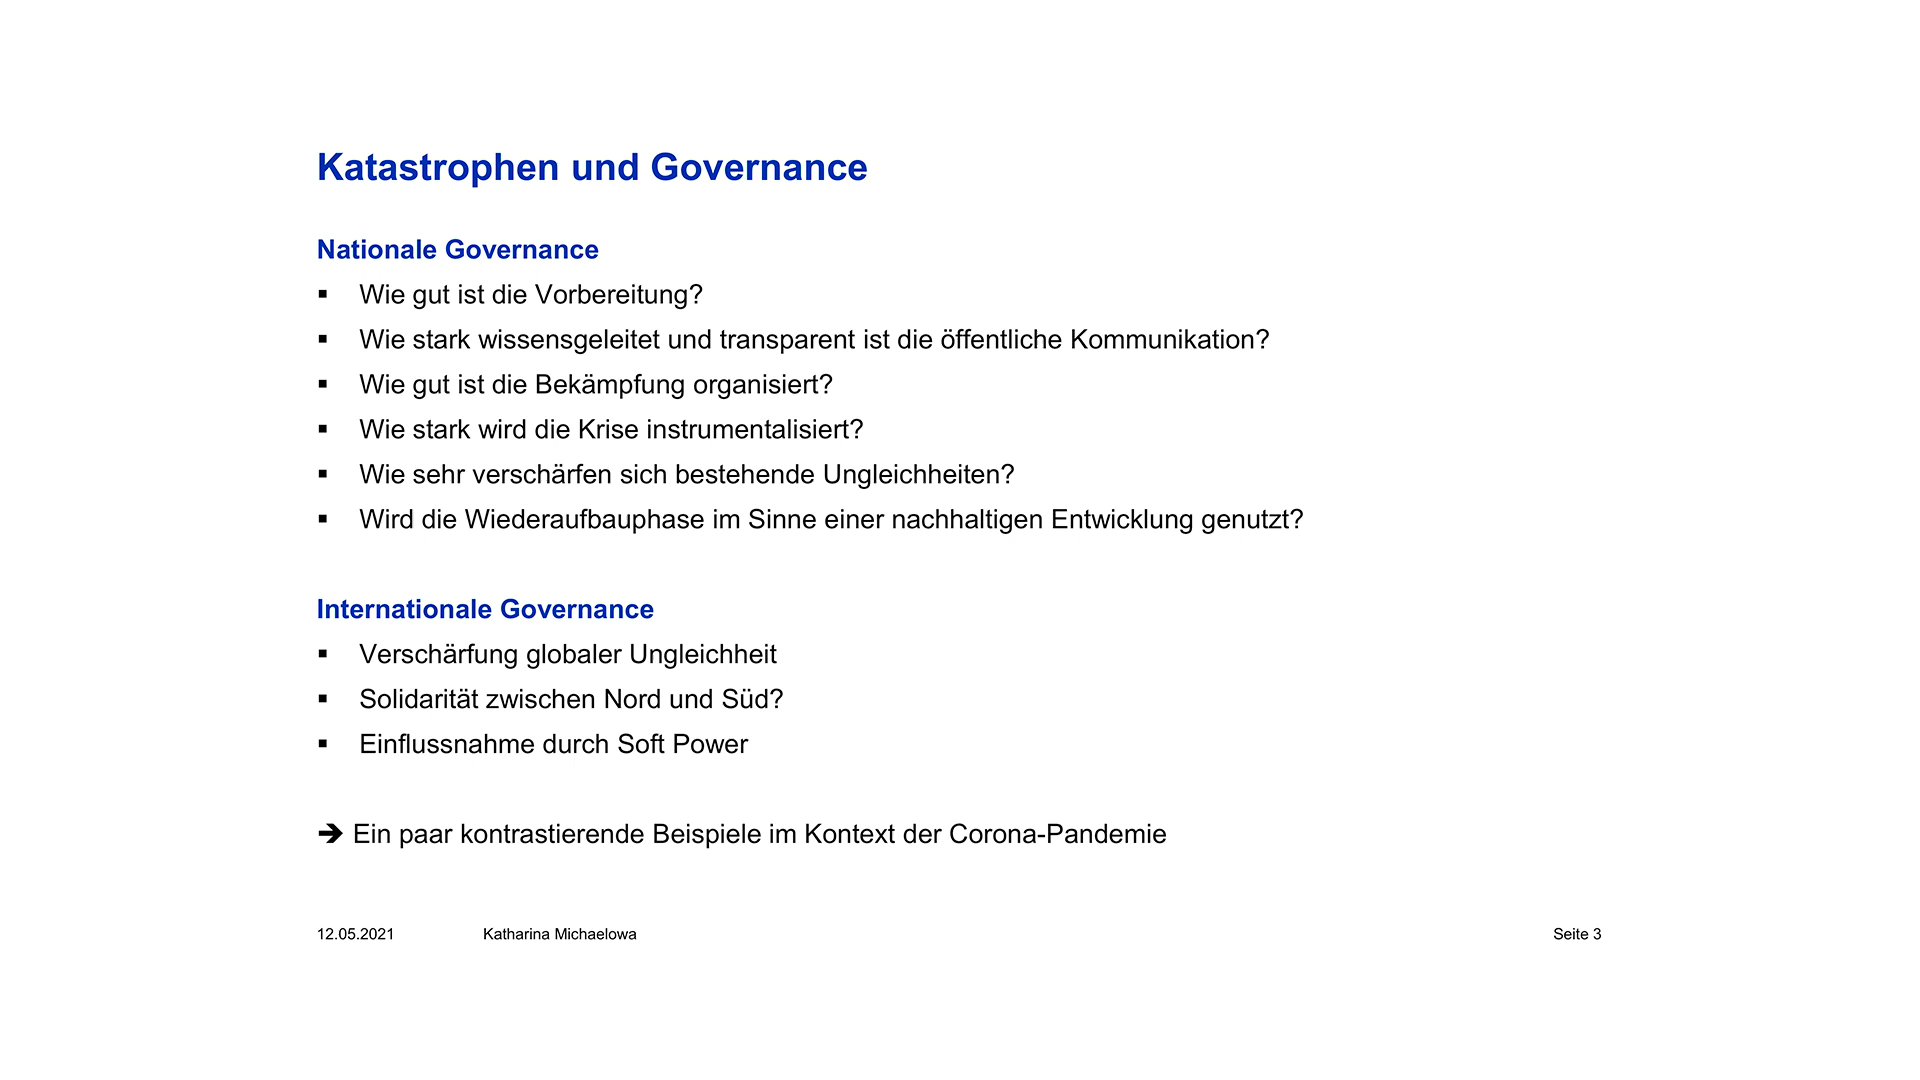 Katastrophen und Governance
Nationale Governance
▪ Wie gut ist die Vorbereitung?
▪ Wie stark wissensgeleitet und transparent ist die öffentliche Kommunikation?
▪ Wie gut ist die Bekämpfung organisiert?
▪ Wie stark wird die Krise instrumentalisiert?
▪ Wie sehr verschärfen sich bestehende Ungleichheiten?
▪ Wird die Wiederaufbauphase im Sinne einer nachhaltigen Entwicklung genutzt?
Internationale Governance
▪ Verschärfung globaler Ungleichheit
▪ Solidarität zwischen Nord und Süd?
▪ Einflussnahme durch Soft Power
➔ Ein paar kontrastierende Beispiele im Kontext der Corona-Pandemie
12.05.2021 Katharina Michaelowa Seite 3